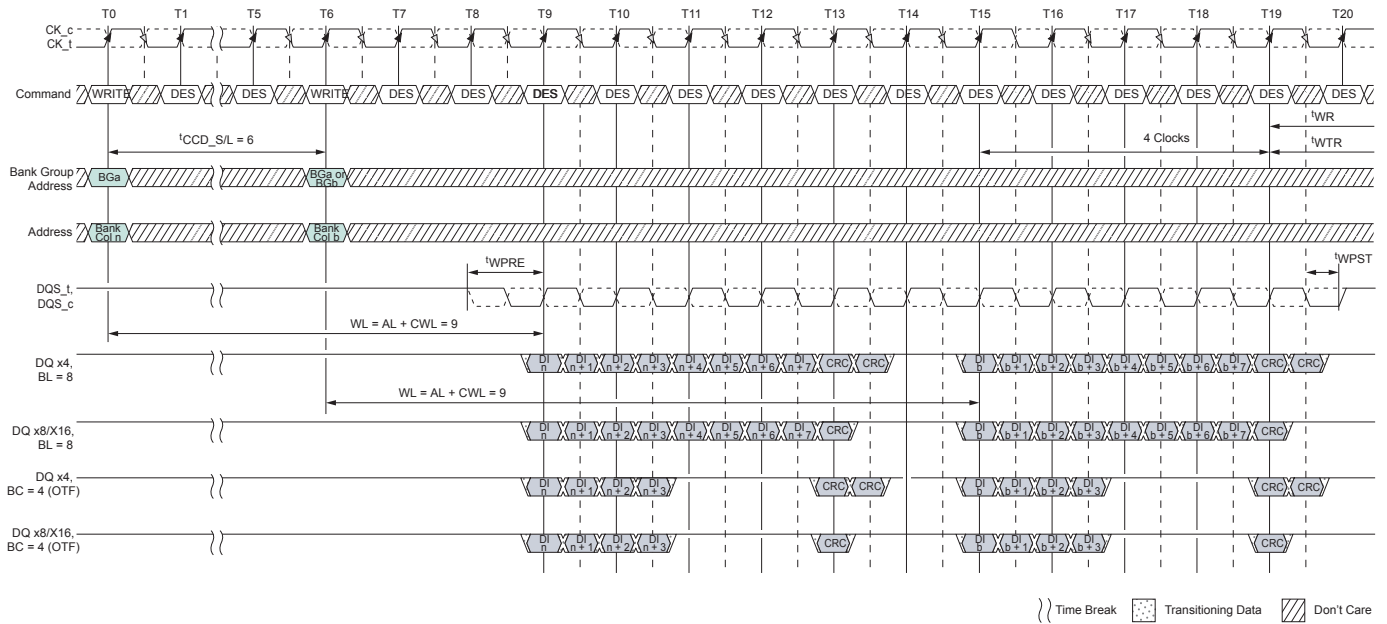 T0 T1 T5 T6 T7 T8 T9 T10 T11 T12 T13 T14 T15 T16 T17 T18 T19 T20
CK_c
CK_t
Command WRITE DES DES WRITE DES DES DES DES DES DES DES DES DES DES DES DES DES DES
tWR
tCCD_S/L = 6 4 Clocks tWTR
Bank Group
Address
BGa
BGa or
BGb
Address
Bank
Col n
Bank
Col b
tWPRE tWPST
DQS_t,
DQS_c
WL = AL + CWL = 9
DQ x4,
BL = 8
DI DI DI DI DI DI DI DI CRC CRC DI DI DI DI DI DI DI DI CRC CRC
n n + 1 n + 2 n + 3 n + 4 n + 5 n + 6 n + 7 b b + 1 b + 2 b + 3 b + 4 b + 5 b + 6 b + 7
WL = AL + CWL = 9
DQ x8/X16,
BL = 8
DI DI DI DI DI DI DI DI CRC DI DI DI DI DI DI DI DI CRC
n n + 1 n + 2 n + 3 n + 4 n + 5 n + 6 n + 7 b b + 1 b + 2 b + 3 b + 4 b + 5 b + 6 b + 7
DQ x4,
BC = 4 (OTF)
DI DI DI DI CRC CRC DI DI DI DI CRC CRC
n n + 1 n + 2 n + 3 b b + 1 b + 2 b + 3
DQ x8/X16,
BC = 4 (OTF)
DI DI DI DI CRC DI DI DI DI CRC
n n + 1 n + 2 n + 3 b b + 1 b + 2 b + 3
Time Break Transitioning Data Don't Care